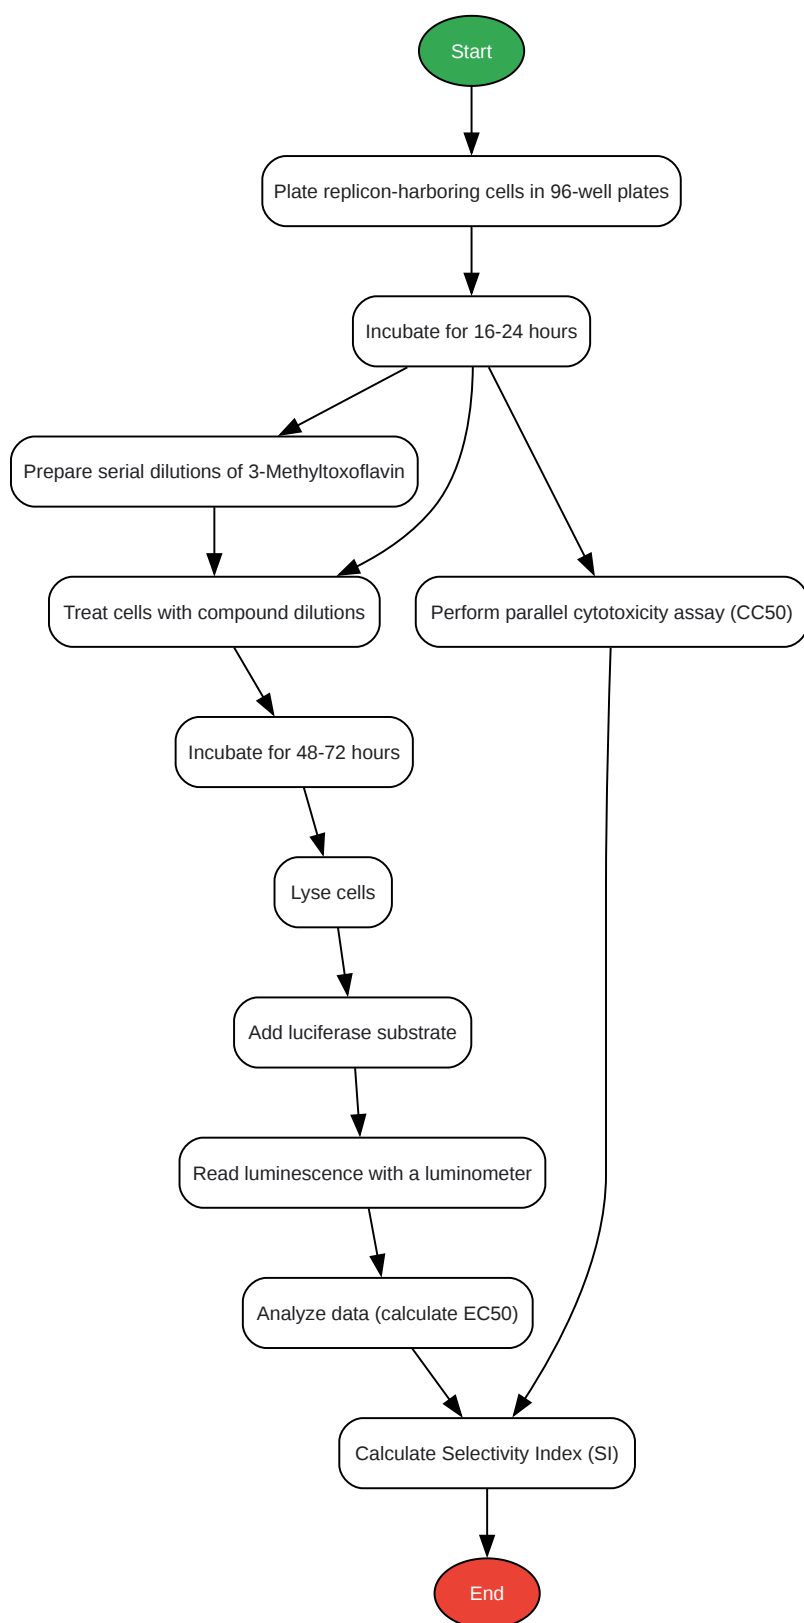 Start
Plate replicon-harboring cells in 96-well plates
Incubate for 16-24 hours
Prepare serial dilutions of 3-Methyltoxoflavin
Treat cells with compound dilutions
Perform parallel cytotoxicity assay (CC50)
Incubate for 48-72 hours
Lyse cells
Add luciferase substrate
Read luminescence with a luminometer
Analyze data (calculate EC50)
Calculate Selectivity Index (SI)
End